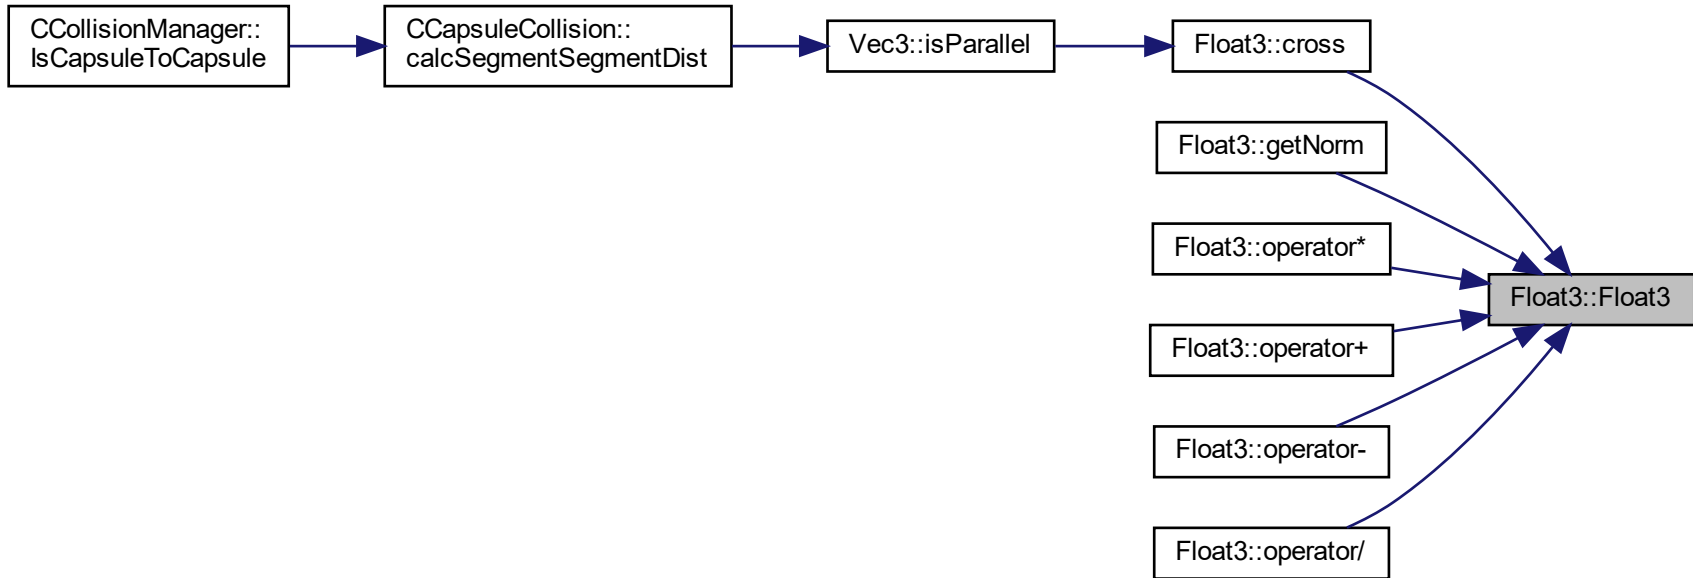 CCollisionManager::
IsCapsuleToCapsule
CCapsuleCollision::
calcSegmentSegmentDist
Vec3::isParallel
Float3::cross
Float3::getNorm
Float3::operator*
Float3::Float3
Float3::operator+
Float3::operator-
Float3::operator/